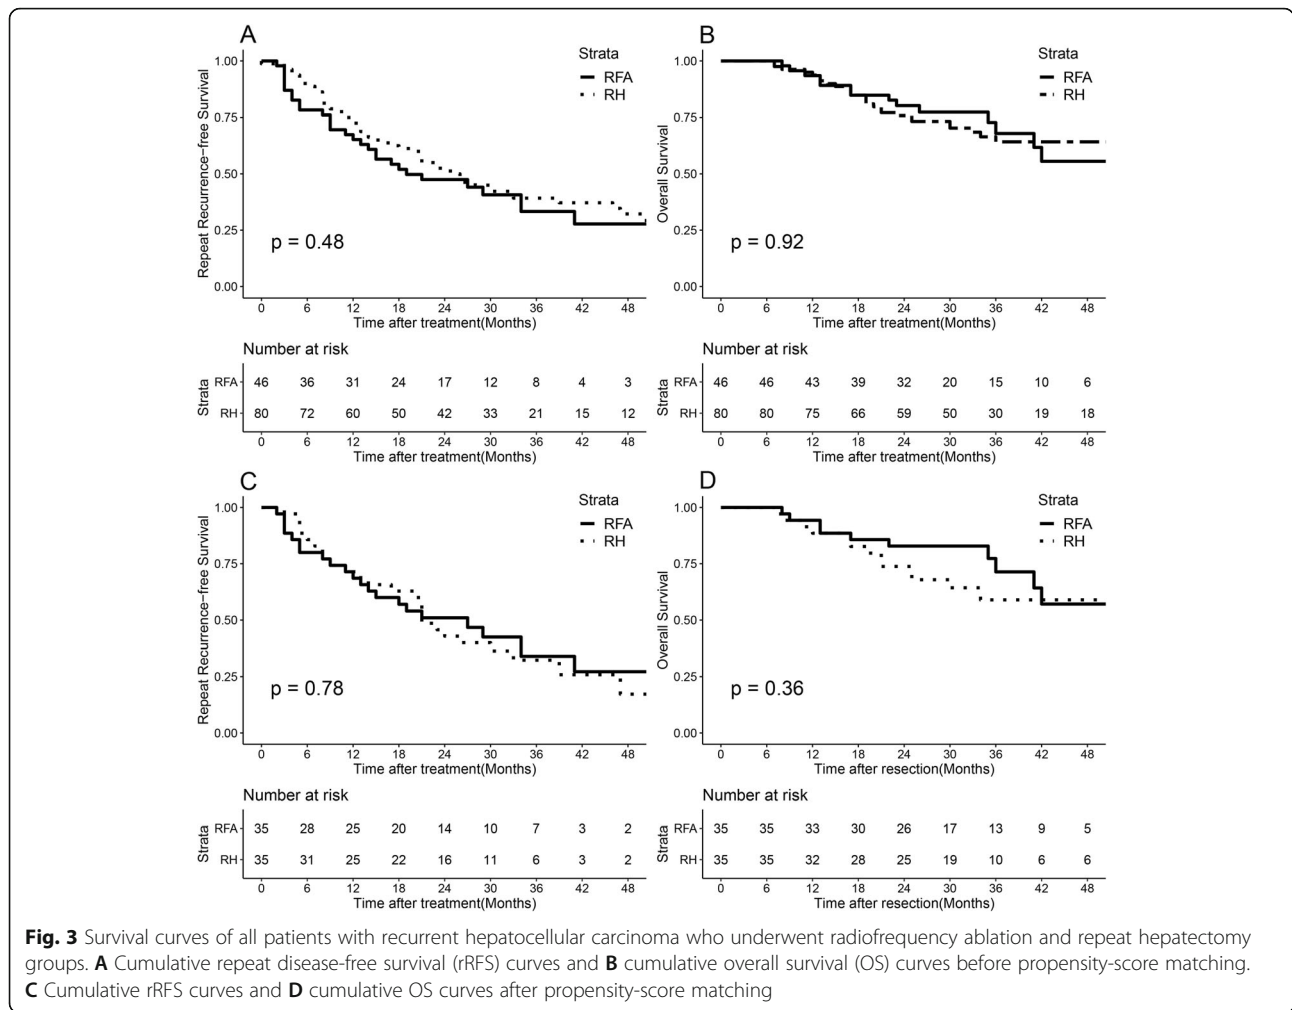 A
Strata
RFA
RH
Repeat Recurrence-free Survival
1.00
0.75
0.50
0.25
0.00
p = 0.48
0 6 12 18 24 30 36 42 48
Time after treatment(Months)
Number at risk
Strata
RFA 46 36 31 24 17 12 8 4 3
RH 80 72 60 50 42 33 21 15 12
0 6 12 18 24 30 36 42 48
Time after treatment(Months)
B
Strata
RFA
RH
Overall Survival
1.00
0.75
0.50
0.25
0.00
p = 0.92
0 6 12 18 24 30 36 42 48
Time after treatment(Months)
Number at risk
Strata
RFA 46 46 43 39 32 20 15 10 6
RH 80 80 75 66 59 50 30 19 18
0 6 12 18 24 30 36 42 48
Time after treatment(Months)
C
Strata
RFA
RH
Repeat Recurrence-free Survival
1.00
0.75
0.50
0.25
0.00
p = 0.78
0 6 12 18 24 30 36 42 48
Time after treatment(Months)
Number at risk
Strata
RFA 35 28 25 20 14 10 7 3 2
RH 35 31 25 22 16 11 6 3 2
0 6 12 18 24 30 36 42 48
Time after treatment(Months)
D
Strata
RFA
RH
Overall Survival
1.00
0.75
0.50
0.25
0.00
p = 0.36
0 6 12 18 24 30 36 42 48
Time after resection(Months)
Number at risk
Strata
RFA 35 35 33 30 26 17 13 9 5
RH 35 35 32 28 25 19 10 6 6
0 6 12 18 24 30 36 42 48
Time after resection(Months)
Fig. 3 Survival curves of all patients with recurrent hepatocellular carcinoma who underwent radiofrequency ablation and repeat hepatectomy
groups. A Cumulative repeat disease-free survival (rRFS) curves and B cumulative overall survival (OS) curves before propensity-score matching.
C Cumulative rRFS curves and D cumulative OS curves after propensity-score matching